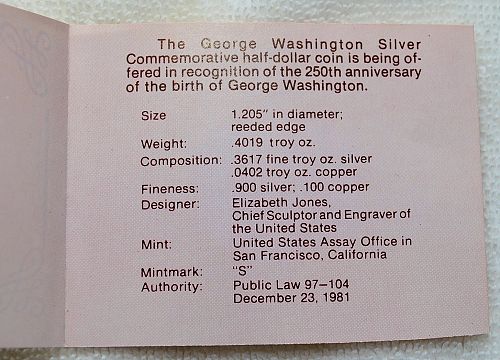 The George Washington Silver
Commemorative half-dollar coin is being of-
fered in recognition of the 250th anniversary
of the birth of George Washington.
Size 1.205" in diameter;
reeded edge
Weight: .4019 troy oz.
Composition: .3617 fine troy oz. silver
.0402 troy oz. copper
Fineness: .900 silver; .100 copper
Designer: Elizabeth Jones,
Chief Sculptor and Engraver of
the United States
Mint: United States Assay Office in
San Francisco, California
Mintmark: "S"
Authority: Public Law 97-104
December 23, 1981